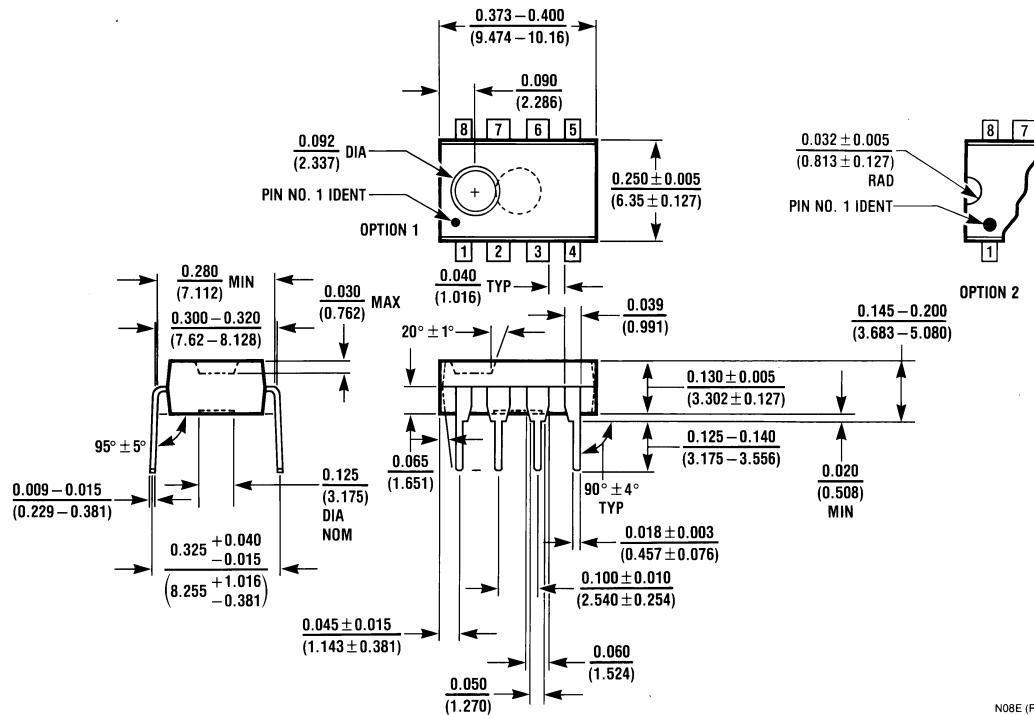 0.373–0.400
(9.474–10.16)
0.090
(2.286)
8 7 6 5
0.092
(2.337) DIA
PIN NO. 1 IDENT
OPTION 1
0.250 ± 0.005
(6.35 ± 0.127)
1 2 3 4
0.032 ± 0.005
(0.813 ± 0.127)
RAD
PIN NO. 1 IDENT
8 7
1
OPTION 2
0.280
(7.112) MIN
0.300–0.320
(7.62–8.128)
0.030
(0.762) MAX
0.040
(1.016) TYP
20° ± 1°
0.039
(0.991)
0.145–0.200
(3.683–5.080)
0.130 ± 0.005
(3.302 ± 0.127)
95° ± 5°
0.065
(1.651)
0.125–0.140
(3.175–3.556)
90° ± 4°
TYP
0.020
(0.508)
MIN
0.009–0.015
(0.229–0.381)
0.125
(3.175)
DIA
NOM
0.018 ± 0.003
(0.457 ± 0.076)
0.325 +0.040
-0.015
(8.255 +1.016
-0.381)
0.100 ± 0.010
(2.540 ± 0.254)
0.045 ± 0.015
(1.143 ± 0.381)
0.060
(1.524)
0.050
(1.270)
N08E (